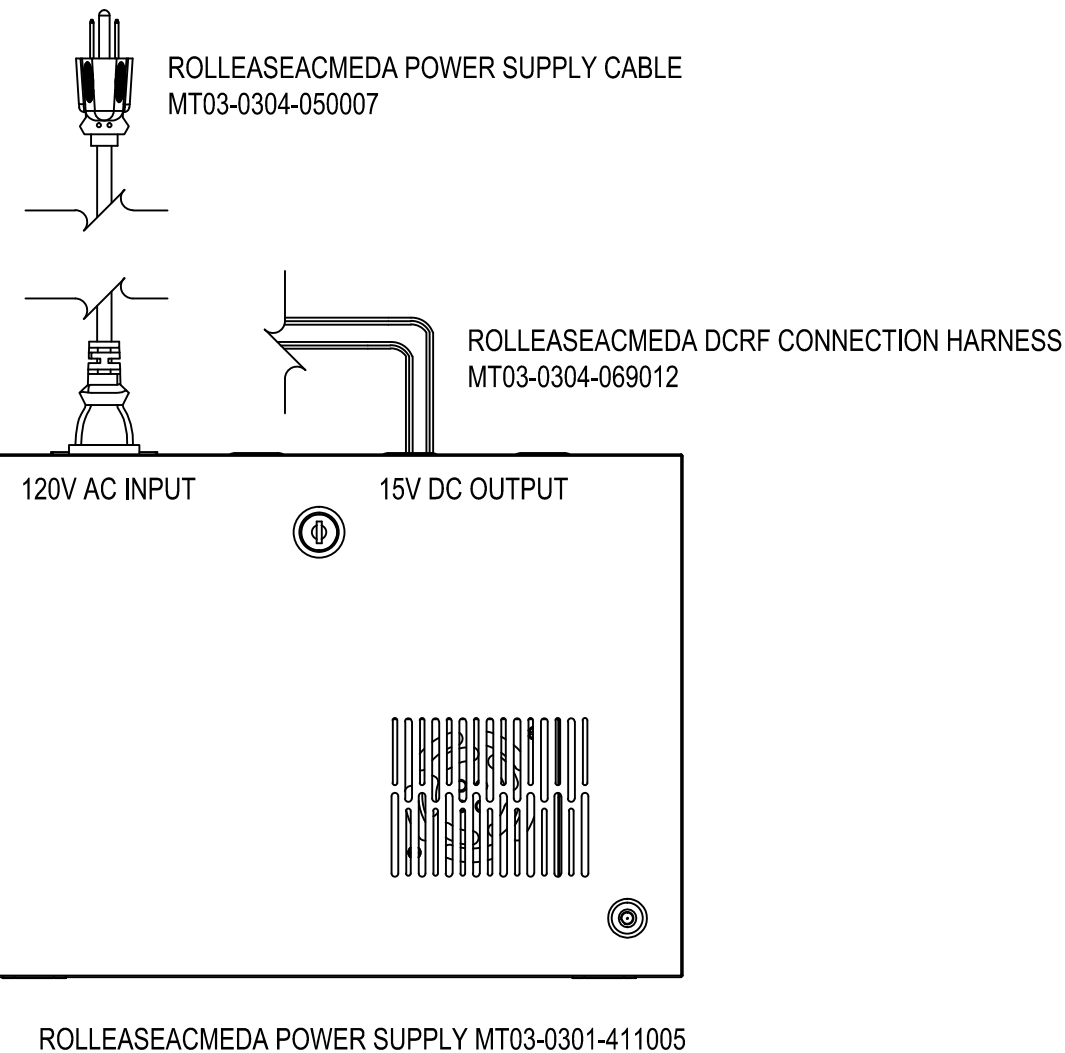 ROLLEASEACMEDA POWER SUPPLY CABLE
MT03-0304-050007
ROLLEASEACMEDA DCRF CONNECTION HARNESS
MT03-0304-069012
120V AC INPUT
15V DC OUTPUT
ROLLEASEACMEDA POWER SUPPLY MT03-0301-411005